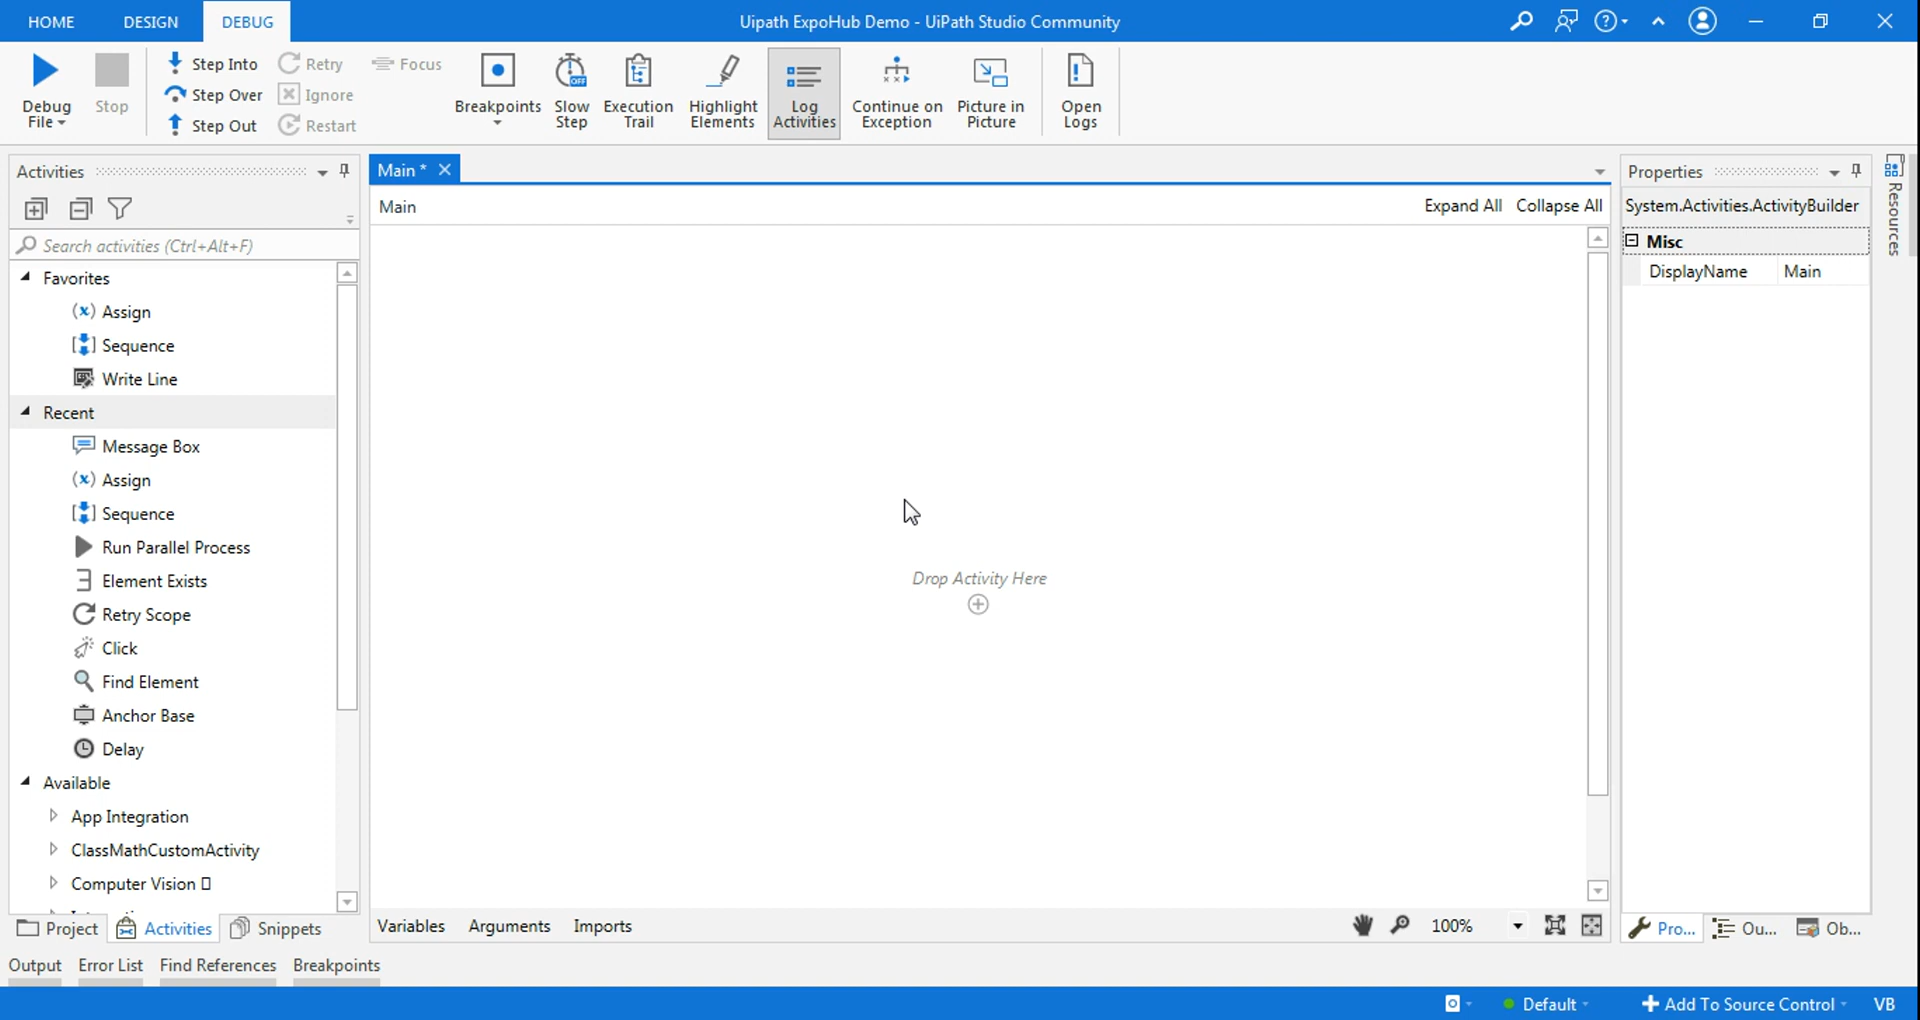 HOME DESIGN DEBUG Uipath ExpoHub Demo - UiPath Studio Community
Debug File
Stop
Step Into
Step Over
Step Out
Retry
Ignore
Restart
Focus
Breakpoints
Slow Step
OFF
Execution Trail
Highlight Elements
Log Activities
Continue on Exception
Picture in Picture
Open Logs
Activities
Search activities (Ctrl+Alt+F)
Favorites
Assign
Sequence
Write Line
Recent
Message Box
Assign
Sequence
Run Parallel Process
Element Exists
Retry Scope
Click
Find Element
Anchor Base
Delay
Available
App Integration
ClassMathCustomActivity
Computer Vision
Project Activities Snippets
Main *
Main Expand All Collapse All
Drop Activity Here
Variables Arguments Imports 100%
Properties
System.Activities.ActivityBuilder
Misc
DisplayName Main
Pro... Ou... Ob...
Resources
Output Error List Find References Breakpoints
Default Add To Source Control VB